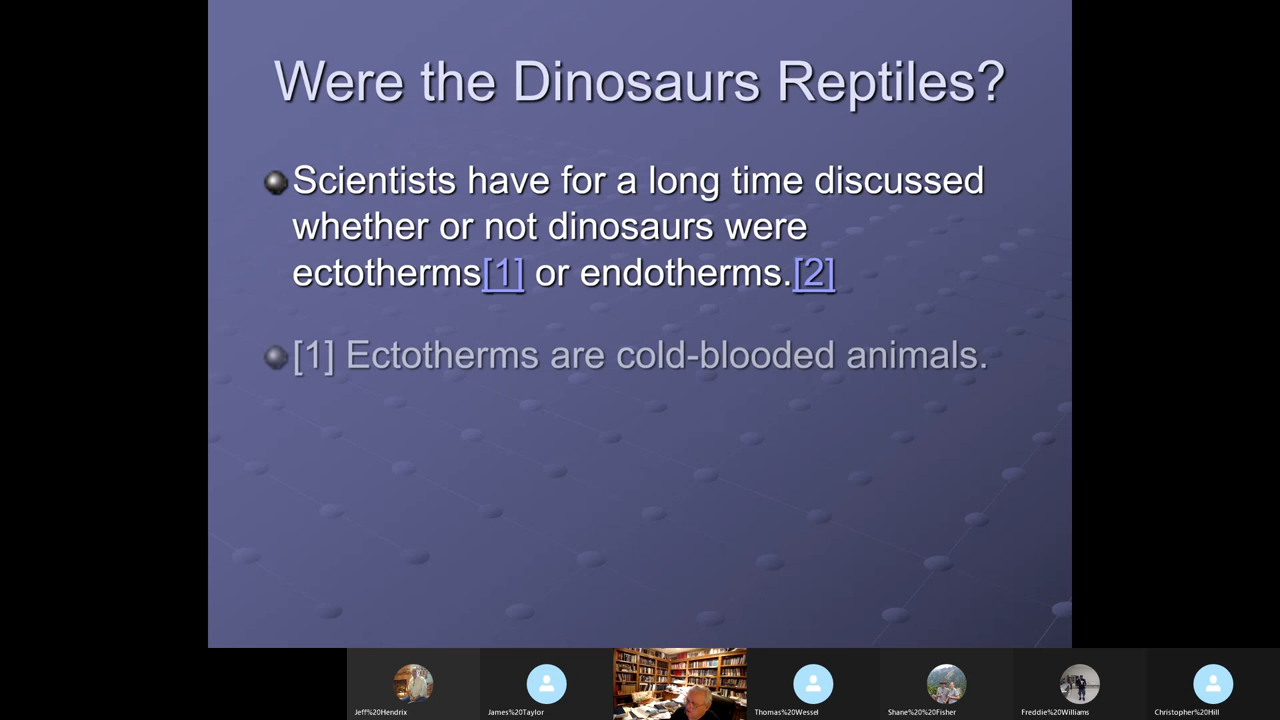 Were the Dinosaurs Reptiles?
Scientists have for a long time discussed
whether or not dinosaurs were
ectotherms[1] or endotherms.[2]
[1] Ectotherms are cold-blooded animals.
Jeff%20Hendrix
James%20Taylor
Thomas%20Wessel
Shane%20%20Fisher
Freddie%20Williams
Christopher%20Hill